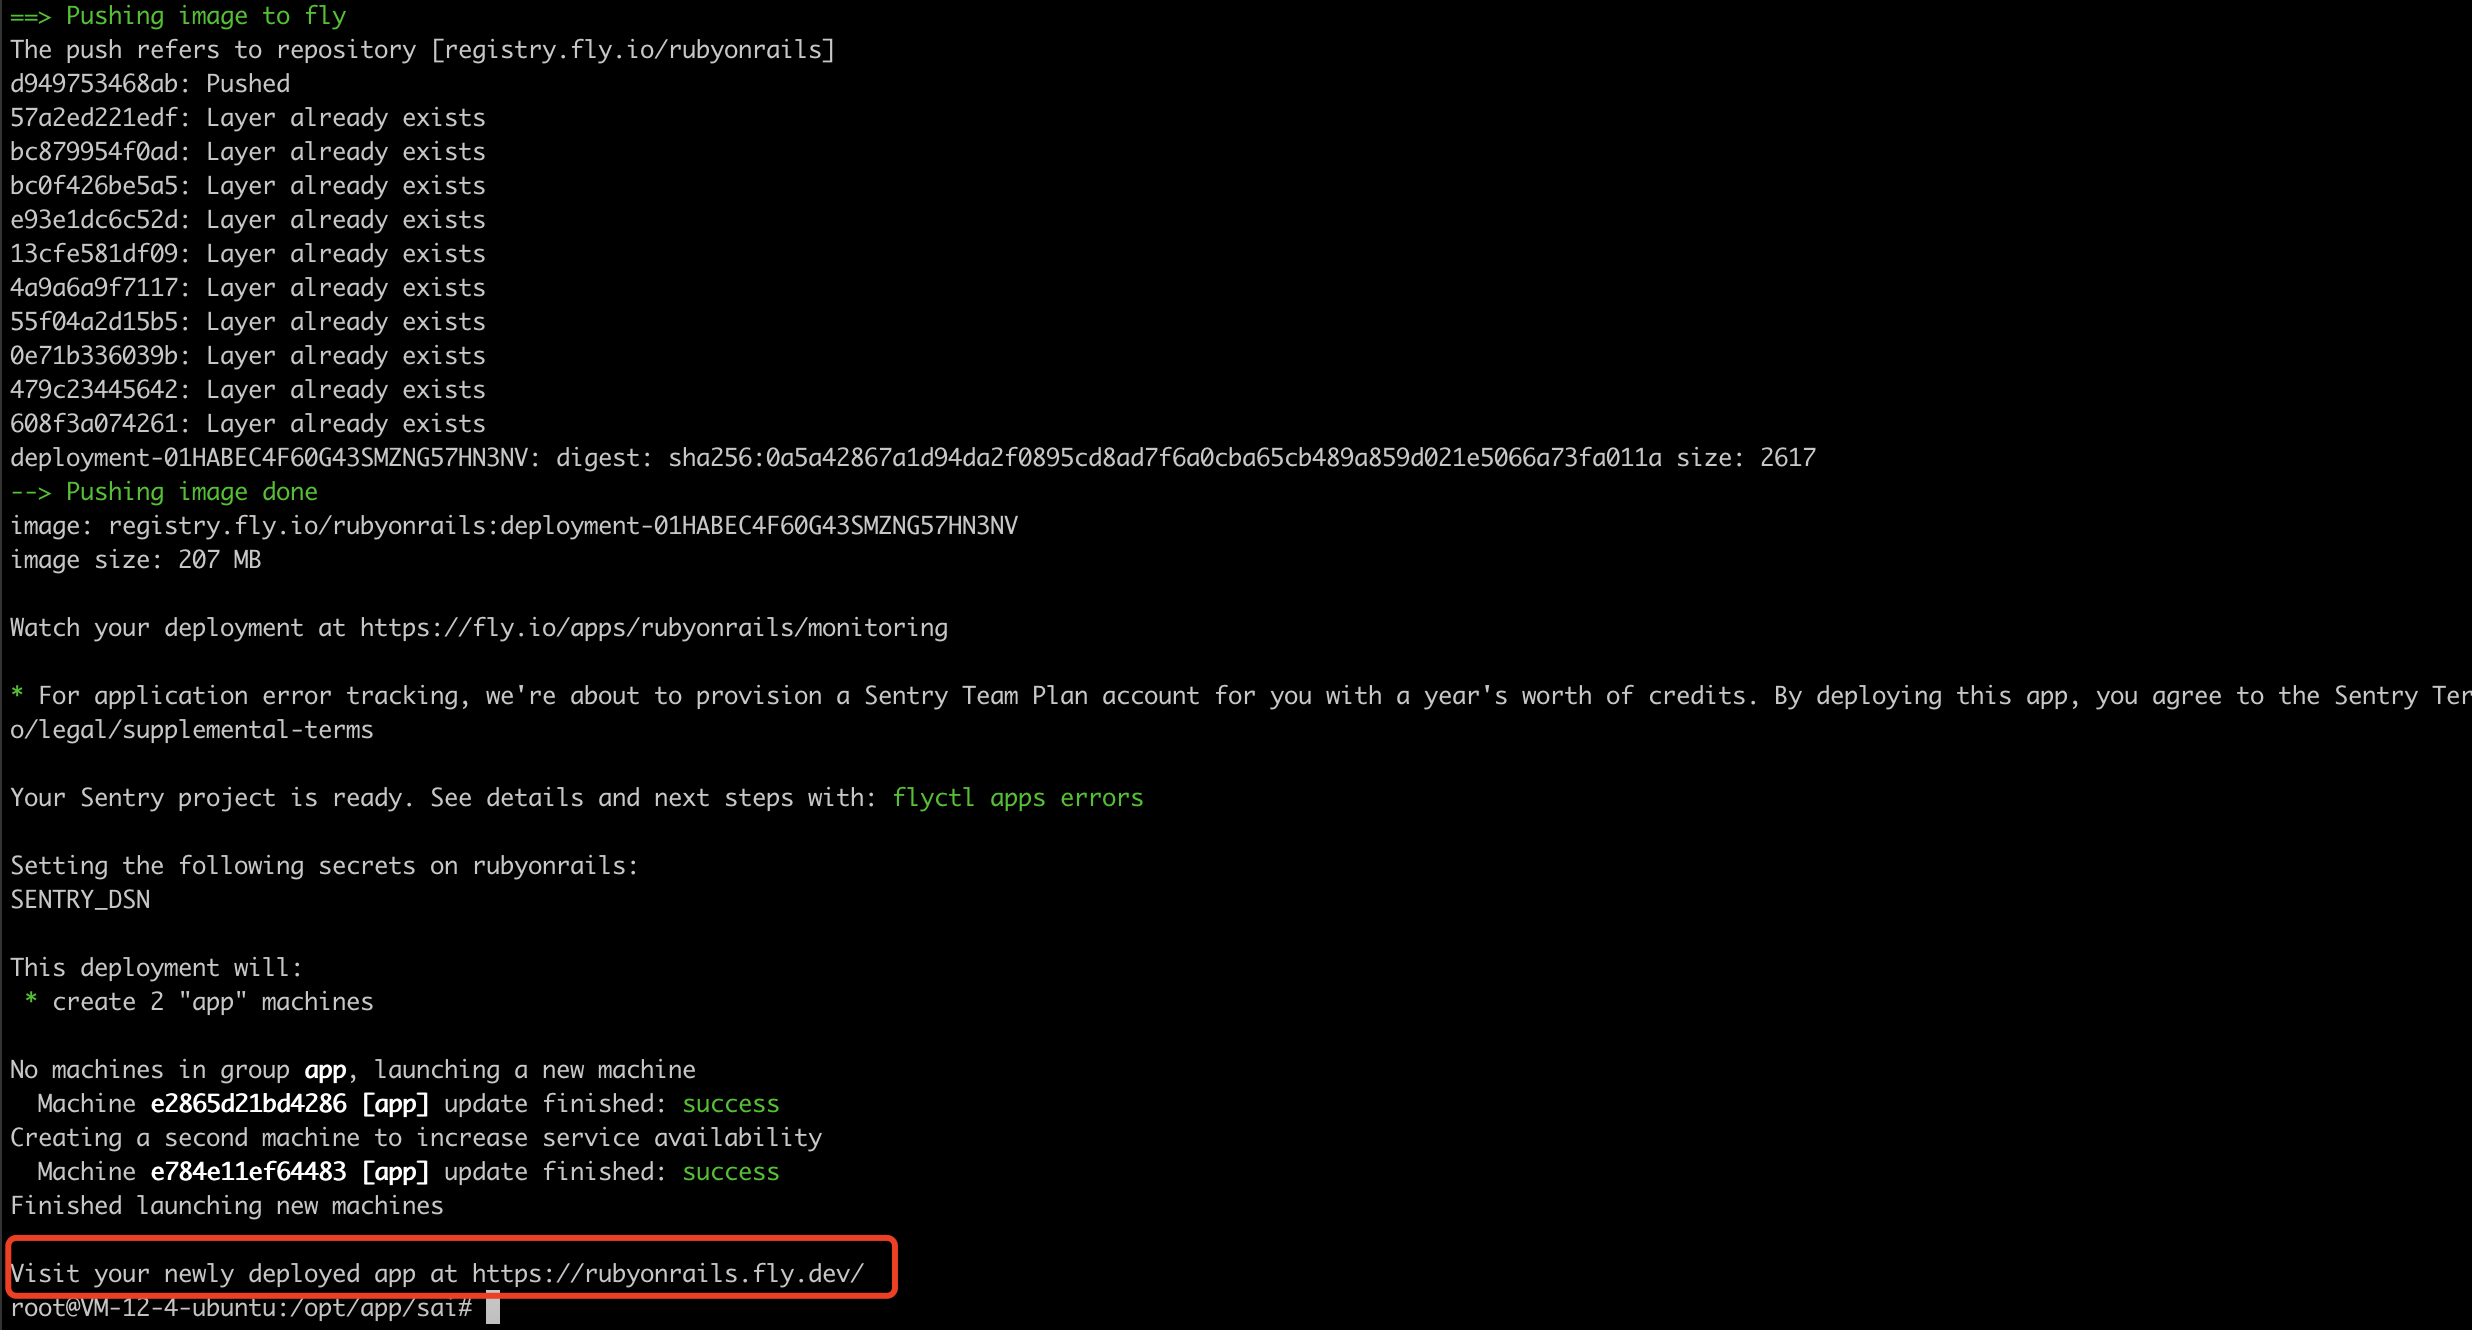 ==> Pushing image to fly
The push refers to repository [registry.fly.io/rubyonrails]
d949753468ab: Pushed
57a2ed221edf: Layer already exists
bc879954f0ad: Layer already exists
bc0f426be5a5: Layer already exists
e93e1dc6c52d: Layer already exists
13cfe581df09: Layer already exists
4a9a6a9f7117: Layer already exists
55f04a2d15b5: Layer already exists
0e71b336039b: Layer already exists
479c23445642: Layer already exists
608f3a074261: Layer already exists
deployment-01HABEC4F60G43SMZNG57HN3NV: digest: sha256:0a5a42867a1d94da2f0895cd8ad7f6a0cba65cb489a859d021e5066a73fa011a size: 2617
--> Pushing image done
image: registry.fly.io/rubyonrails:deployment-01HABEC4F60G43SMZNG57HN3NV
image size: 207 MB
Watch your deployment at https://fly.io/apps/rubyonrails/monitoring
* For application error tracking, we're about to provision a Sentry Team Plan account for you with a year's worth of credits. By deploying this app, you agree to the Sentry Ter
o/legal/supplemental-terms
Your Sentry project is ready. See details and next steps with: flyctl apps errors
Setting the following secrets on rubyonrails:
SENTRY_DSN
This deployment will:
* create 2 "app" machines
No machines in group app, launching a new machine
Machine e2865d21bd4286 [app] update finished: success
Creating a second machine to increase service availability
Machine e784e11ef64483 [app] update finished: success
Finished launching new machines
Visit your newly deployed app at https://rubyonrails.fly.dev/
root@VM-12-4-ubuntu:/opt/app/sai#